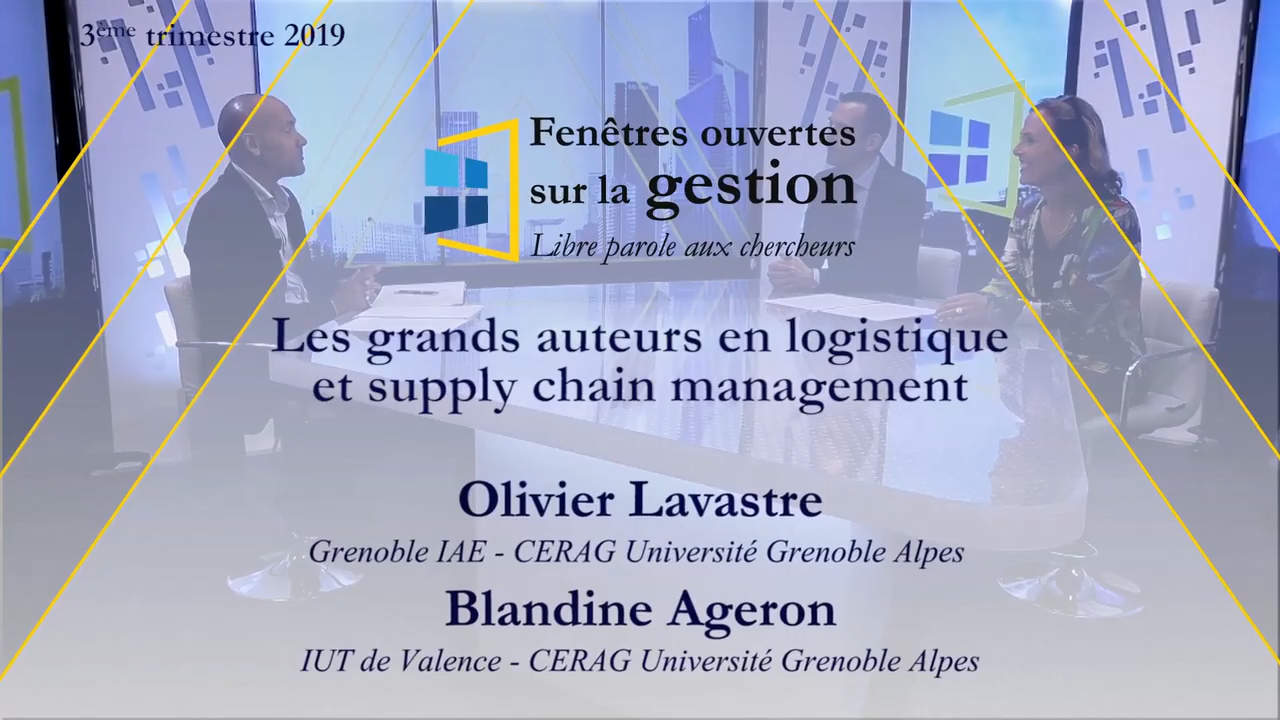 3ème trimestre 2019
Fenêtres ouvertes
sur la gestion
Libre parole aux chercheurs
Les grands auteurs en logistique
et supply chain management
Olivier Lavastre
Grenoble IAE - CERAG Université Grenoble Alpes
Blandine Ageron
IUT de Valence - CERAG Université Grenoble Alpes